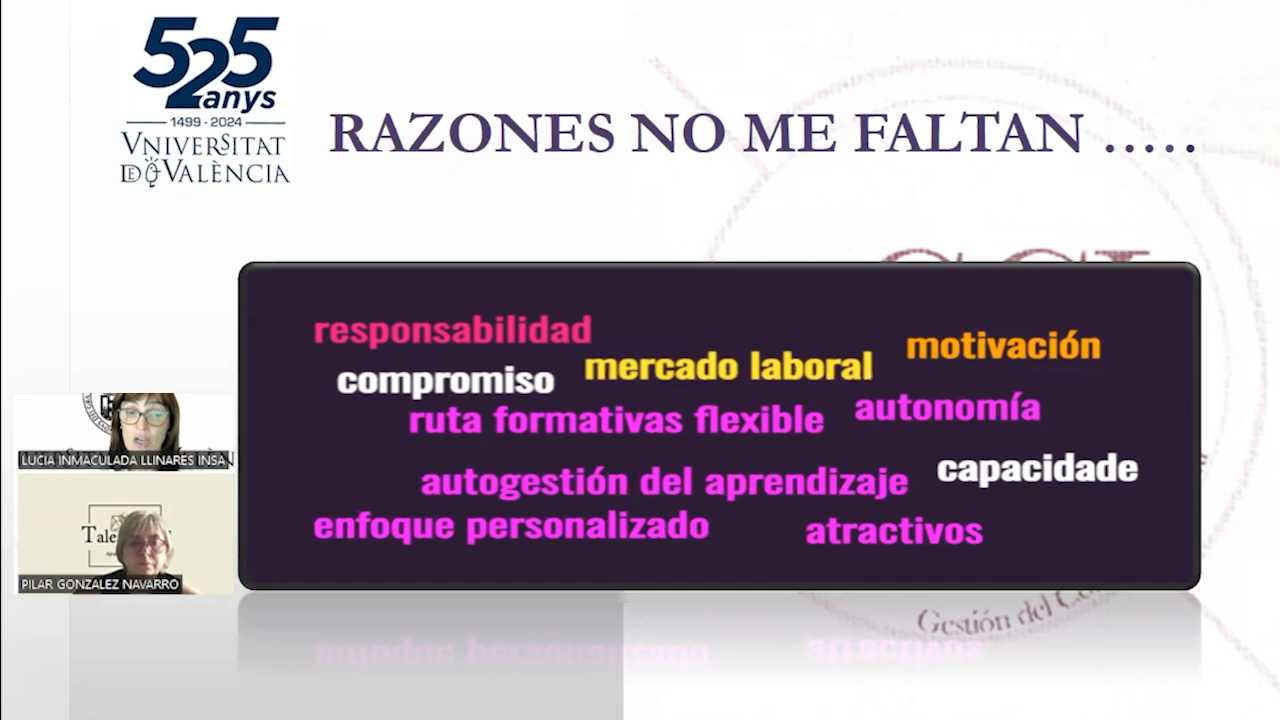 525
anys
1499 - 2024
VNIVERSITAT
DE VALÈNCIA
RAZONES NO ME FALTAN .....
responsabilidad
mercado laboral
motivación
compromiso
ruta formativas flexible
autonomía
autogestión del aprendizaje
capacidade
enfoque personalizado
atractivos
LUCIA INMACULADA LLINARES INSA
PILAR GONZALEZ NAVARRO
Gestión del